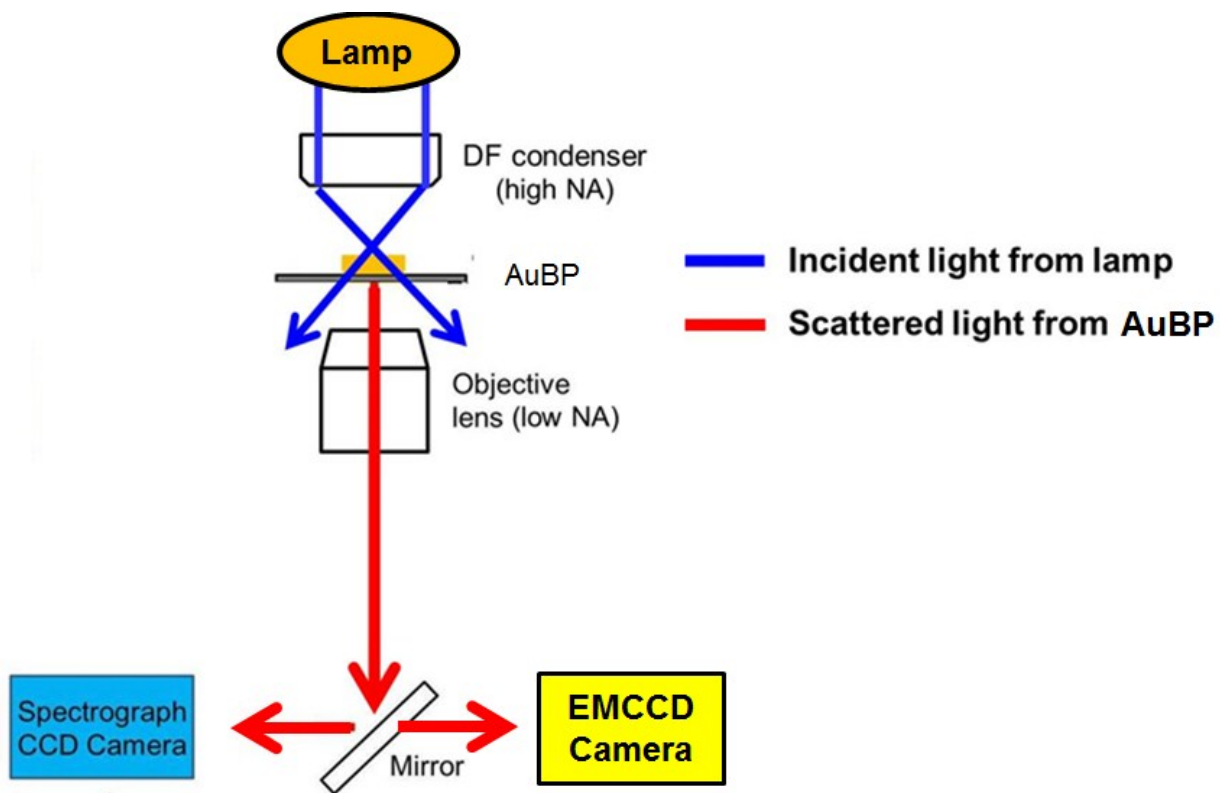 Lamp
DF condenser
(high NA)
AuBP
Incident light from lamp
Scattered light from AuBP
Objective
lens (low NA)
Spectrograph
CCD Camera
Mirror
EMCCD
Camera